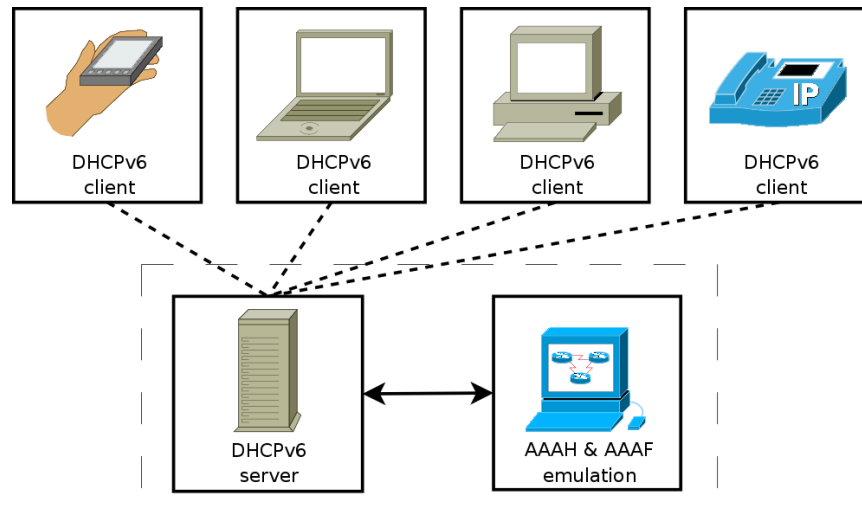 IP
DHCPv6
client
DHCPv6
client
DHCPv6
client
DHCPv6
client
DHCPv6
server
AAAH & AAAF
emulation